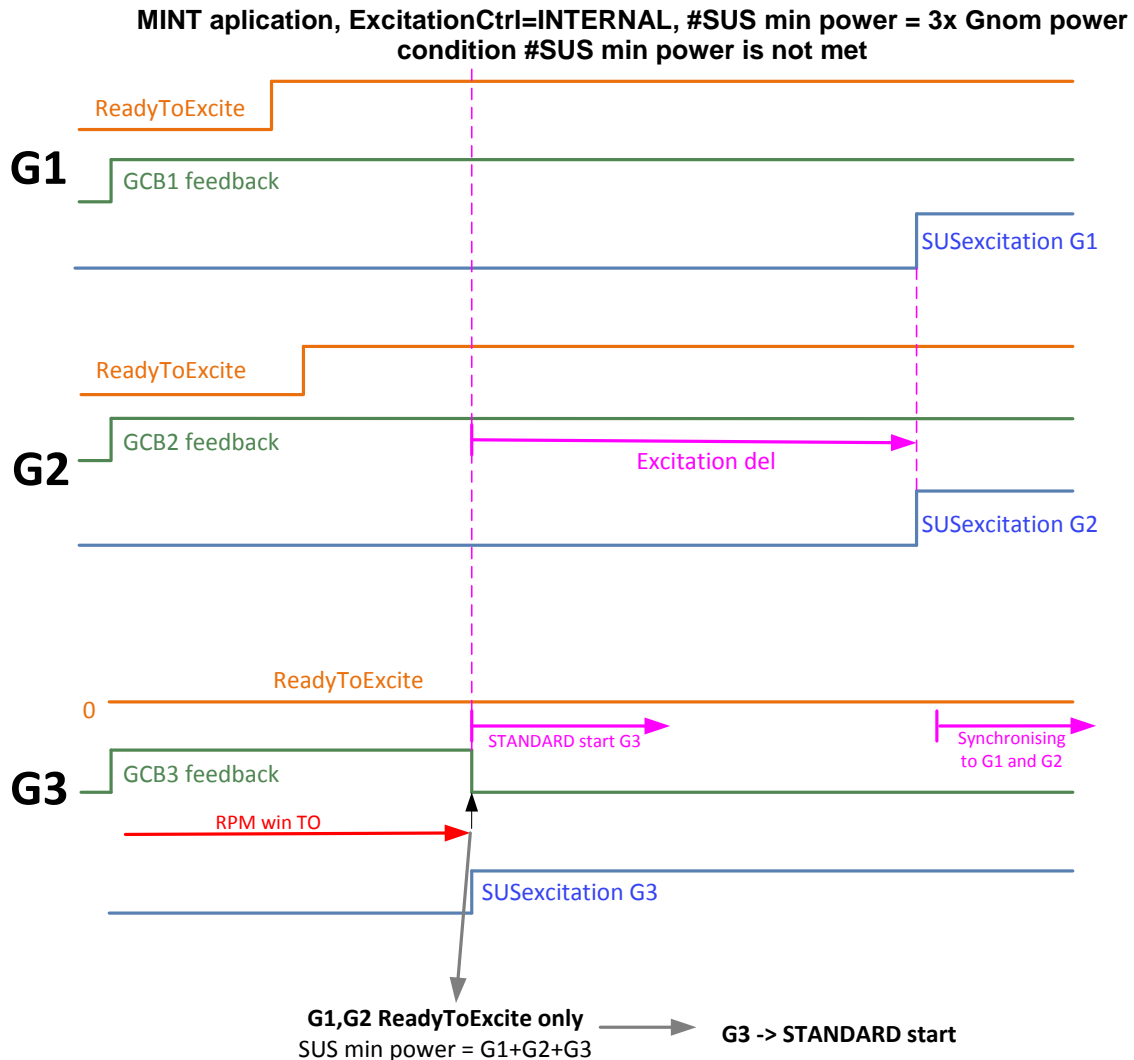 MINT aplication, ExcitationCtrl=INTERNAL, #SUS min power = 3x Gnom power
condition #SUS min power is not met
ReadyToExcite
G1
GCB1 feedback
SUSexcitation G1
ReadyToExcite
GCB2 feedback
G2
Excitation del
SUSexcitation G2
ReadyToExcite
0
STANDARD start G3
Synchronising
to G1 and G2
GCB3 feedback
G3
RPM win TO
SUSexcitation G3
G1,G2 ReadyToExcite only
SUS min power = G1+G2+G3
G3 -> STANDARD start